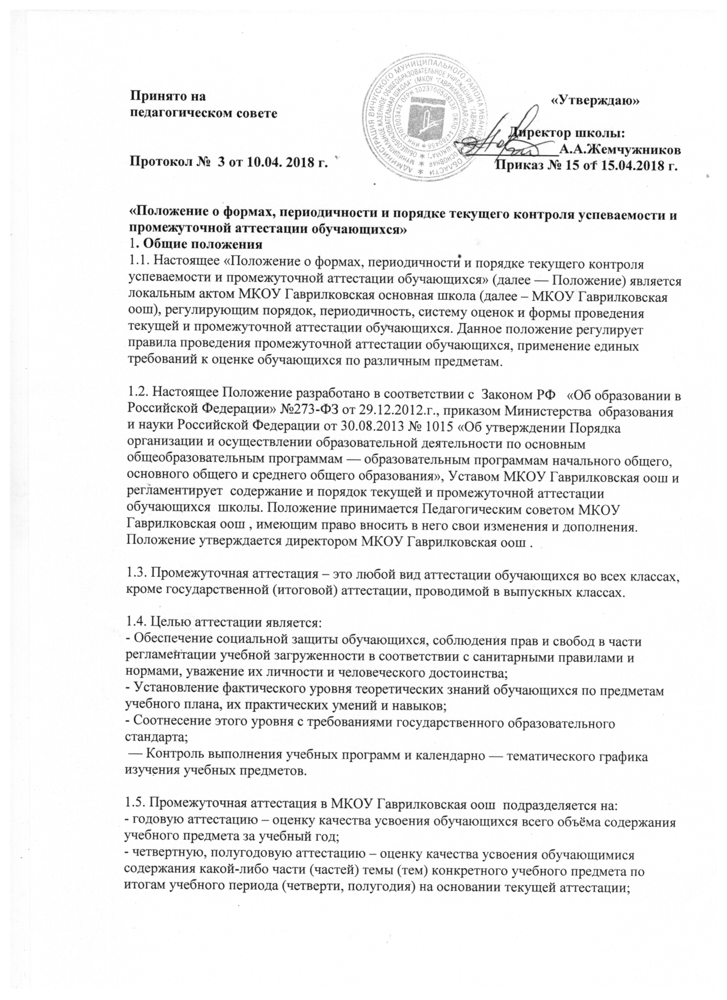 Принято на
педагогическом совете
Протокол № 3 от 10.04. 2018 г.
«Утверждаю»
Директор школы:
_____________А.А.Жемчужников
Приказ № 15 от 15.04.2018 г.
АДМИНИСТРАЦИЯ ВИЧУГСКОГО МУНИЦИПАЛЬНОГО РАЙОНА ИВАНОВСКОЙ ОБЛАСТИ
МУНИЦИПАЛЬНОЕ КАЗЕННОЕ ОБЩЕОБРАЗОВАТЕЛЬНОЕ УЧРЕЖДЕНИЕ "ГАВРИЛКОВСКАЯ ОСНОВНАЯ
ОБЩЕОБРАЗОВАТЕЛЬНАЯ ШКОЛА" (МКОУ "ГАВРИЛКОВСКАЯ ОСНОВНАЯ ШКОЛА")
ИНН 3707003474 ОГРН 1023700508138 ОКПО 44780456
«Положение о формах, периодичности и порядке текущего контроля успеваемости и
промежуточной аттестации обучающихся»
1. Общие положения
1.1. Настоящее «Положение о формах, периодичности и порядке текущего контроля
успеваемости и промежуточной аттестации обучающихся» (далее — Положение) является
локальным актом МКОУ Гаврилковская основная школа (далее – МКОУ Гаврилковская
оош), регулирующим порядок, периодичность, систему оценок и формы проведения
текущей и промежуточной аттестации обучающихся. Данное положение регулирует
правила проведения промежуточной аттестации обучающихся, применение единых
требований к оценке обучающихся по различным предметам.
1.2. Настоящее Положение разработано в соответствии с Законом РФ «Об образовании в
Российской Федерации» №273-ФЗ от 29.12.2012.г., приказом Министерства образования
и науки Российской Федерации от 30.08.2013 № 1015 «Об утверждении Порядка
организации и осуществлении образовательной деятельности по основным
общеобразовательным программам — образовательным программам начального общего,
основного общего и среднего общего образования», Уставом МКОУ Гаврилковская оош и
регламентирует содержание и порядок текущей и промежуточной аттестации
обучающихся школы. Положение принимается Педагогическим советом МКОУ
Гаврилковская оош , имеющим право вносить в него свои изменения и дополнения.
Положение утверждается директором МКОУ Гаврилковская оош .
1.3. Промежуточная аттестация – это любой вид аттестации обучающихся во всех классах,
кроме государственной (итоговой) аттестации, проводимой в выпускных классах.
1.4. Целью аттестации является:
- Обеспечение социальной защиты обучающихся, соблюдения прав и свобод в части
регламентации учебной загруженности в соответствии с санитарными правилами и
нормами, уважение их личности и человеческого достоинства;
- Установление фактического уровня теоретических знаний обучающихся по предметам
учебного плана, их практических умений и навыков;
- Соотнесение этого уровня с требованиями государственного образовательного
стандарта;
— Контроль выполнения учебных программ и календарно — тематического графика
изучения учебных предметов.
1.5. Промежуточная аттестация в МКОУ Гаврилковская оош подразделяется на:
- годовую аттестацию – оценку качества усвоения обучающихся всего объёма содержания
учебного предмета за учебный год;
- четвертную, полугодовую аттестацию – оценку качества усвоения обучающимися
содержания какой-либо части (частей) темы (тем) конкретного учебного предмета по
итогам учебного периода (четверти, полугодия) на основании текущей аттестации;